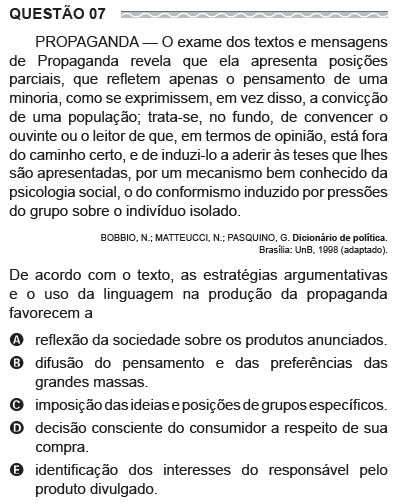 QUESTÃO 07
PROPAGANDA — O exame dos textos e mensagens
de Propaganda revela que ela apresenta posições
parciais, que refletem apenas o pensamento de uma
minoria, como se exprimissem, em vez disso, a convicção
de uma população; trata-se, no fundo, de convencer o
ouvinte ou o leitor de que, em termos de opinião, está fora
do caminho certo, e de induzi-lo a aderir às teses que lhes
são apresentadas, por um mecanismo bem conhecido da
psicologia social, o do conformismo induzido por pressões
do grupo sobre o indivíduo isolado.
BOBBIO, N.; MATTEUCCI, N.; PASQUINO, G. Dicionário de política.
Brasília: UnB, 1998 (adaptado).
De acordo com o texto, as estratégias argumentativas
e o uso da linguagem na produção da propaganda
favorecem a
A reflexão da sociedade sobre os produtos anunciados.
B difusão do pensamento e das preferências das
grandes massas.
C imposição das ideias e posições de grupos específicos.
D decisão consciente do consumidor a respeito de sua
compra.
E identificação dos interesses do responsável pelo
produto divulgado.